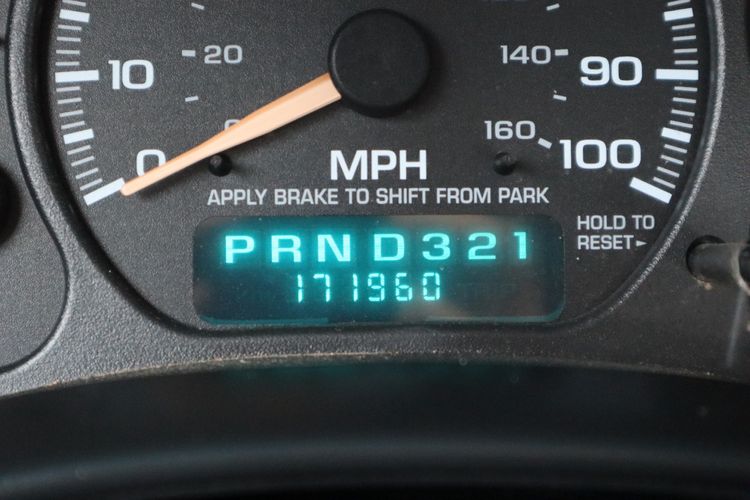 20
140
10
90
0
160
100
MPH
APPLY BRAKE TO SHIFT FROM PARK
HOLD TO
RESET
PRND321
171960